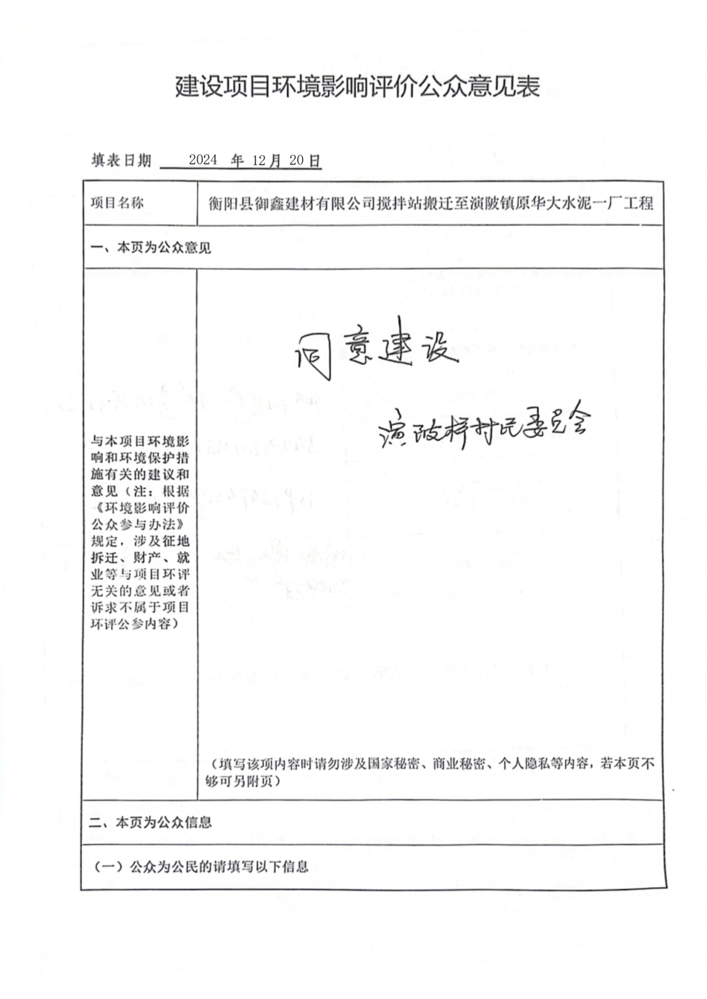 建设项目环境影响评价公众意见表
填表日期 2024 年 12月 20日
项目名称
衡阳县御鑫建材有限公司搅拌站搬迁至演陂镇原华大水泥一厂工程
一、本页为公众意见
与本项目环境影
响和环境保护措
施有关的建议和
意见（注：根据
《环境影响评价
公众参与办法》
规定，涉及征地
拆迁、财产、就
业等与项目环评
无关的意见或者
诉求不属于项目
环评公参内容）
同意建设
演陂桥村民委员会
（填写该项内容时请勿涉及国家秘密、商业秘密、个人隐私等内容，若本页不
够可另附页）
二、本页为公众信息
（一）公众为公民的请填写以下信息